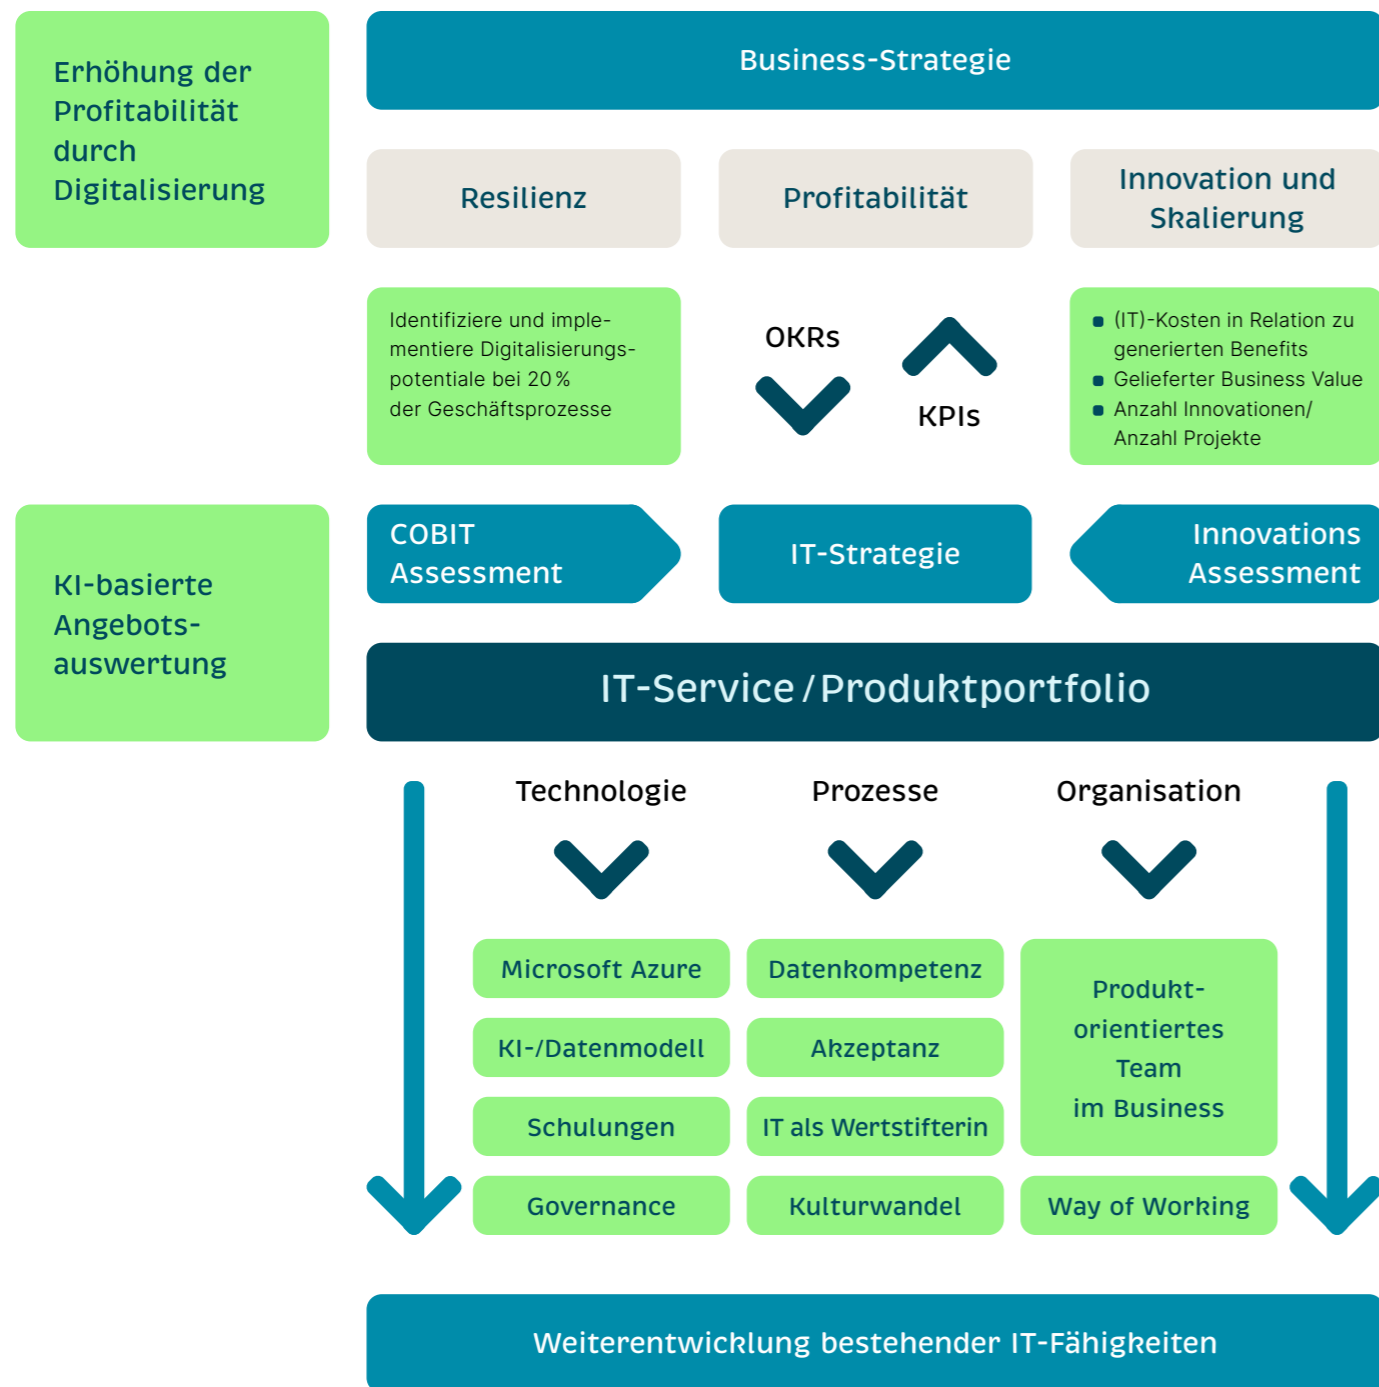 Erhöhung der
Profitabilität
durch
Digitalisierung
Business-Strategie
Resilienz
Profitabilität
Innovation und
Skalierung
Identifiziere und imple-
mentiere Digitalisierungs-
potentiale bei 20 %
der Geschäftsprozesse
OKRs
KPIs
(IT)-Kosten in Relation zu
generierten Benefits
Gelieferter Business Value
Anzahl Innovationen/
Anzahl Projekte
KI-basierte
Angebots-
auswertung
COBIT
Assessment
IT-Strategie
Innovations
Assessment
IT-Service / Produktportfolio
Technologie
Prozesse
Organisation
Microsoft Azure
KI-/Datenmodell
Schulungen
Governance
Datenkompetenz
Akzeptanz
IT als Wertstifterin
Kulturwandel
Produkt-
orientiertes
Team
im Business
Way of Working
Weiterentwicklung bestehender IT-Fähigkeiten